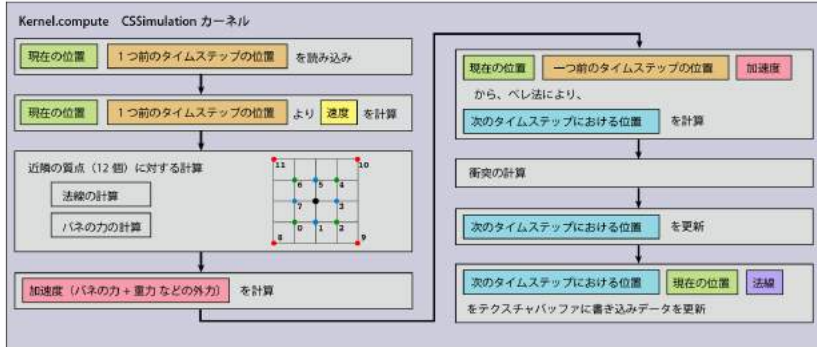 Kernel.compute CSSimulation カーネル
現在の位置 1つ前のタイムステップの位置 を読み込み
現在の位置 1つ前のタイムステップの位置 より 速度 を計算
近隣の質点（12個）に対する計算
法線の計算
バネの力の計算
11 10
6 5 4
7 3
0 1 2
8 9
加速度（バネの力 + 重力 などの外力） を計算
現在の位置 一つ前のタイムステップの位置 加速度
から、ベレ法により、
次のタイムステップにおける位置 を計算
衝突の計算
次のタイムステップにおける位置 を更新
次のタイムステップにおける位置 現在の位置 法線
をテクスチャバッファに書き込みデータを更新